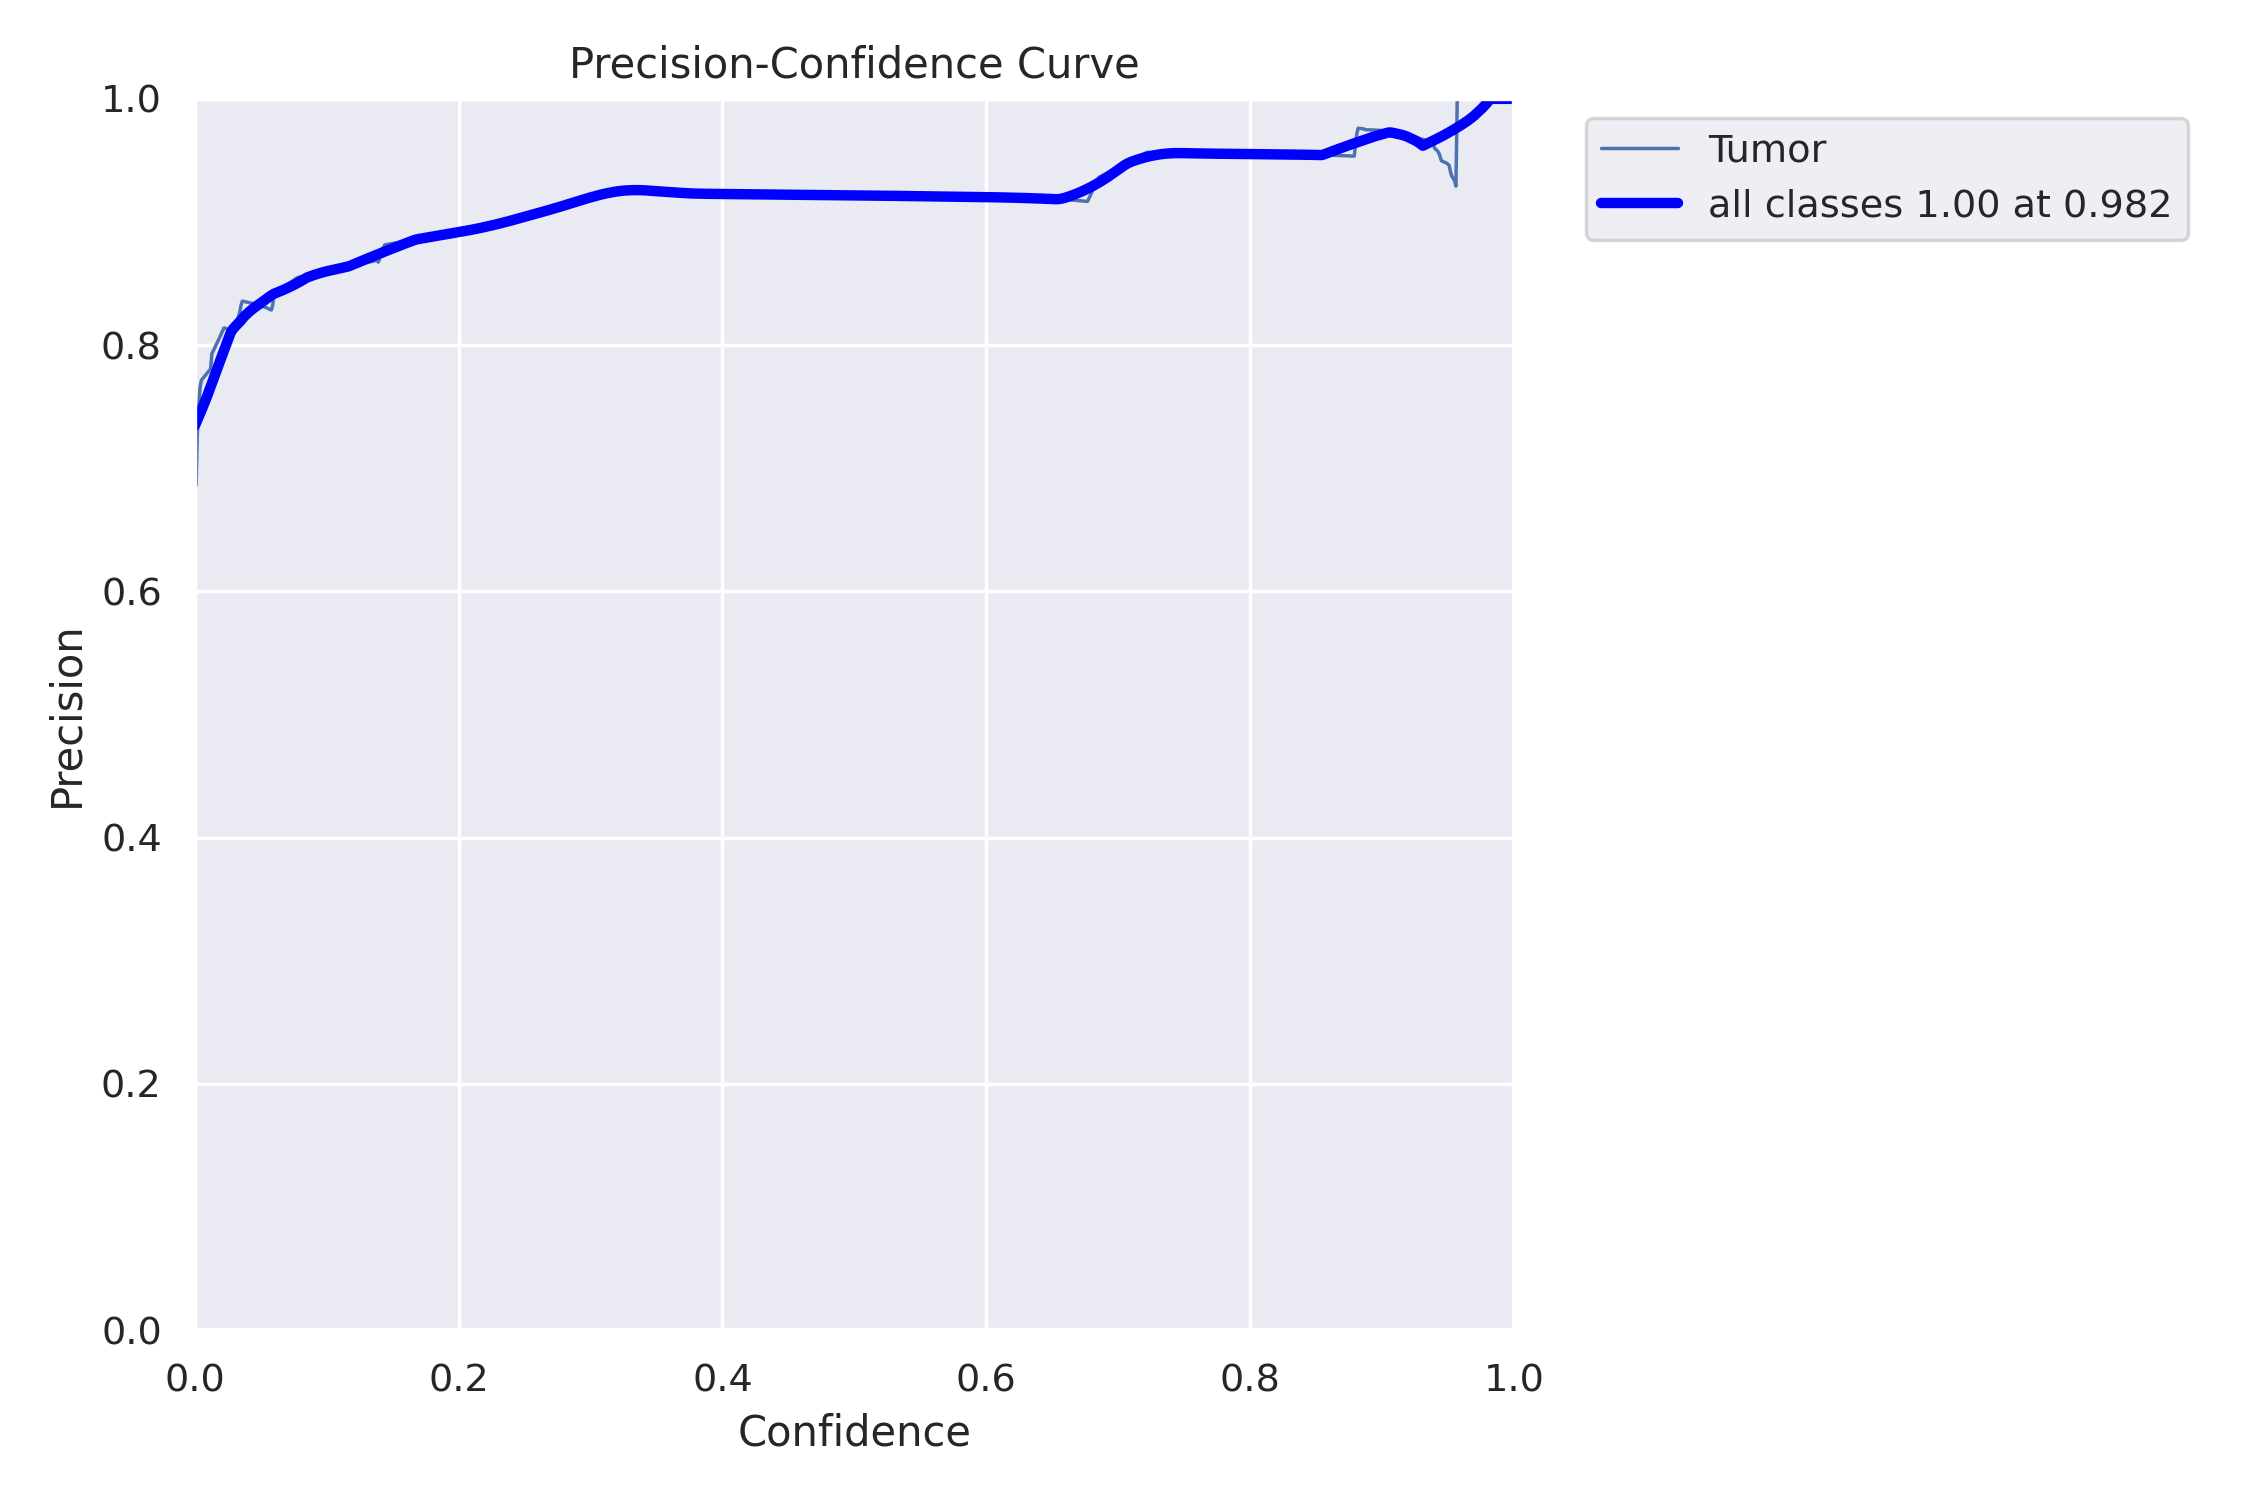 Precision-Confidence Curve
1.0
0.8
0.6
0.4
0.2
0.0
Precision
0.0 0.2 0.4 0.6 0.8 1.0
Confidence
Tumor
all classes 1.00 at 0.982